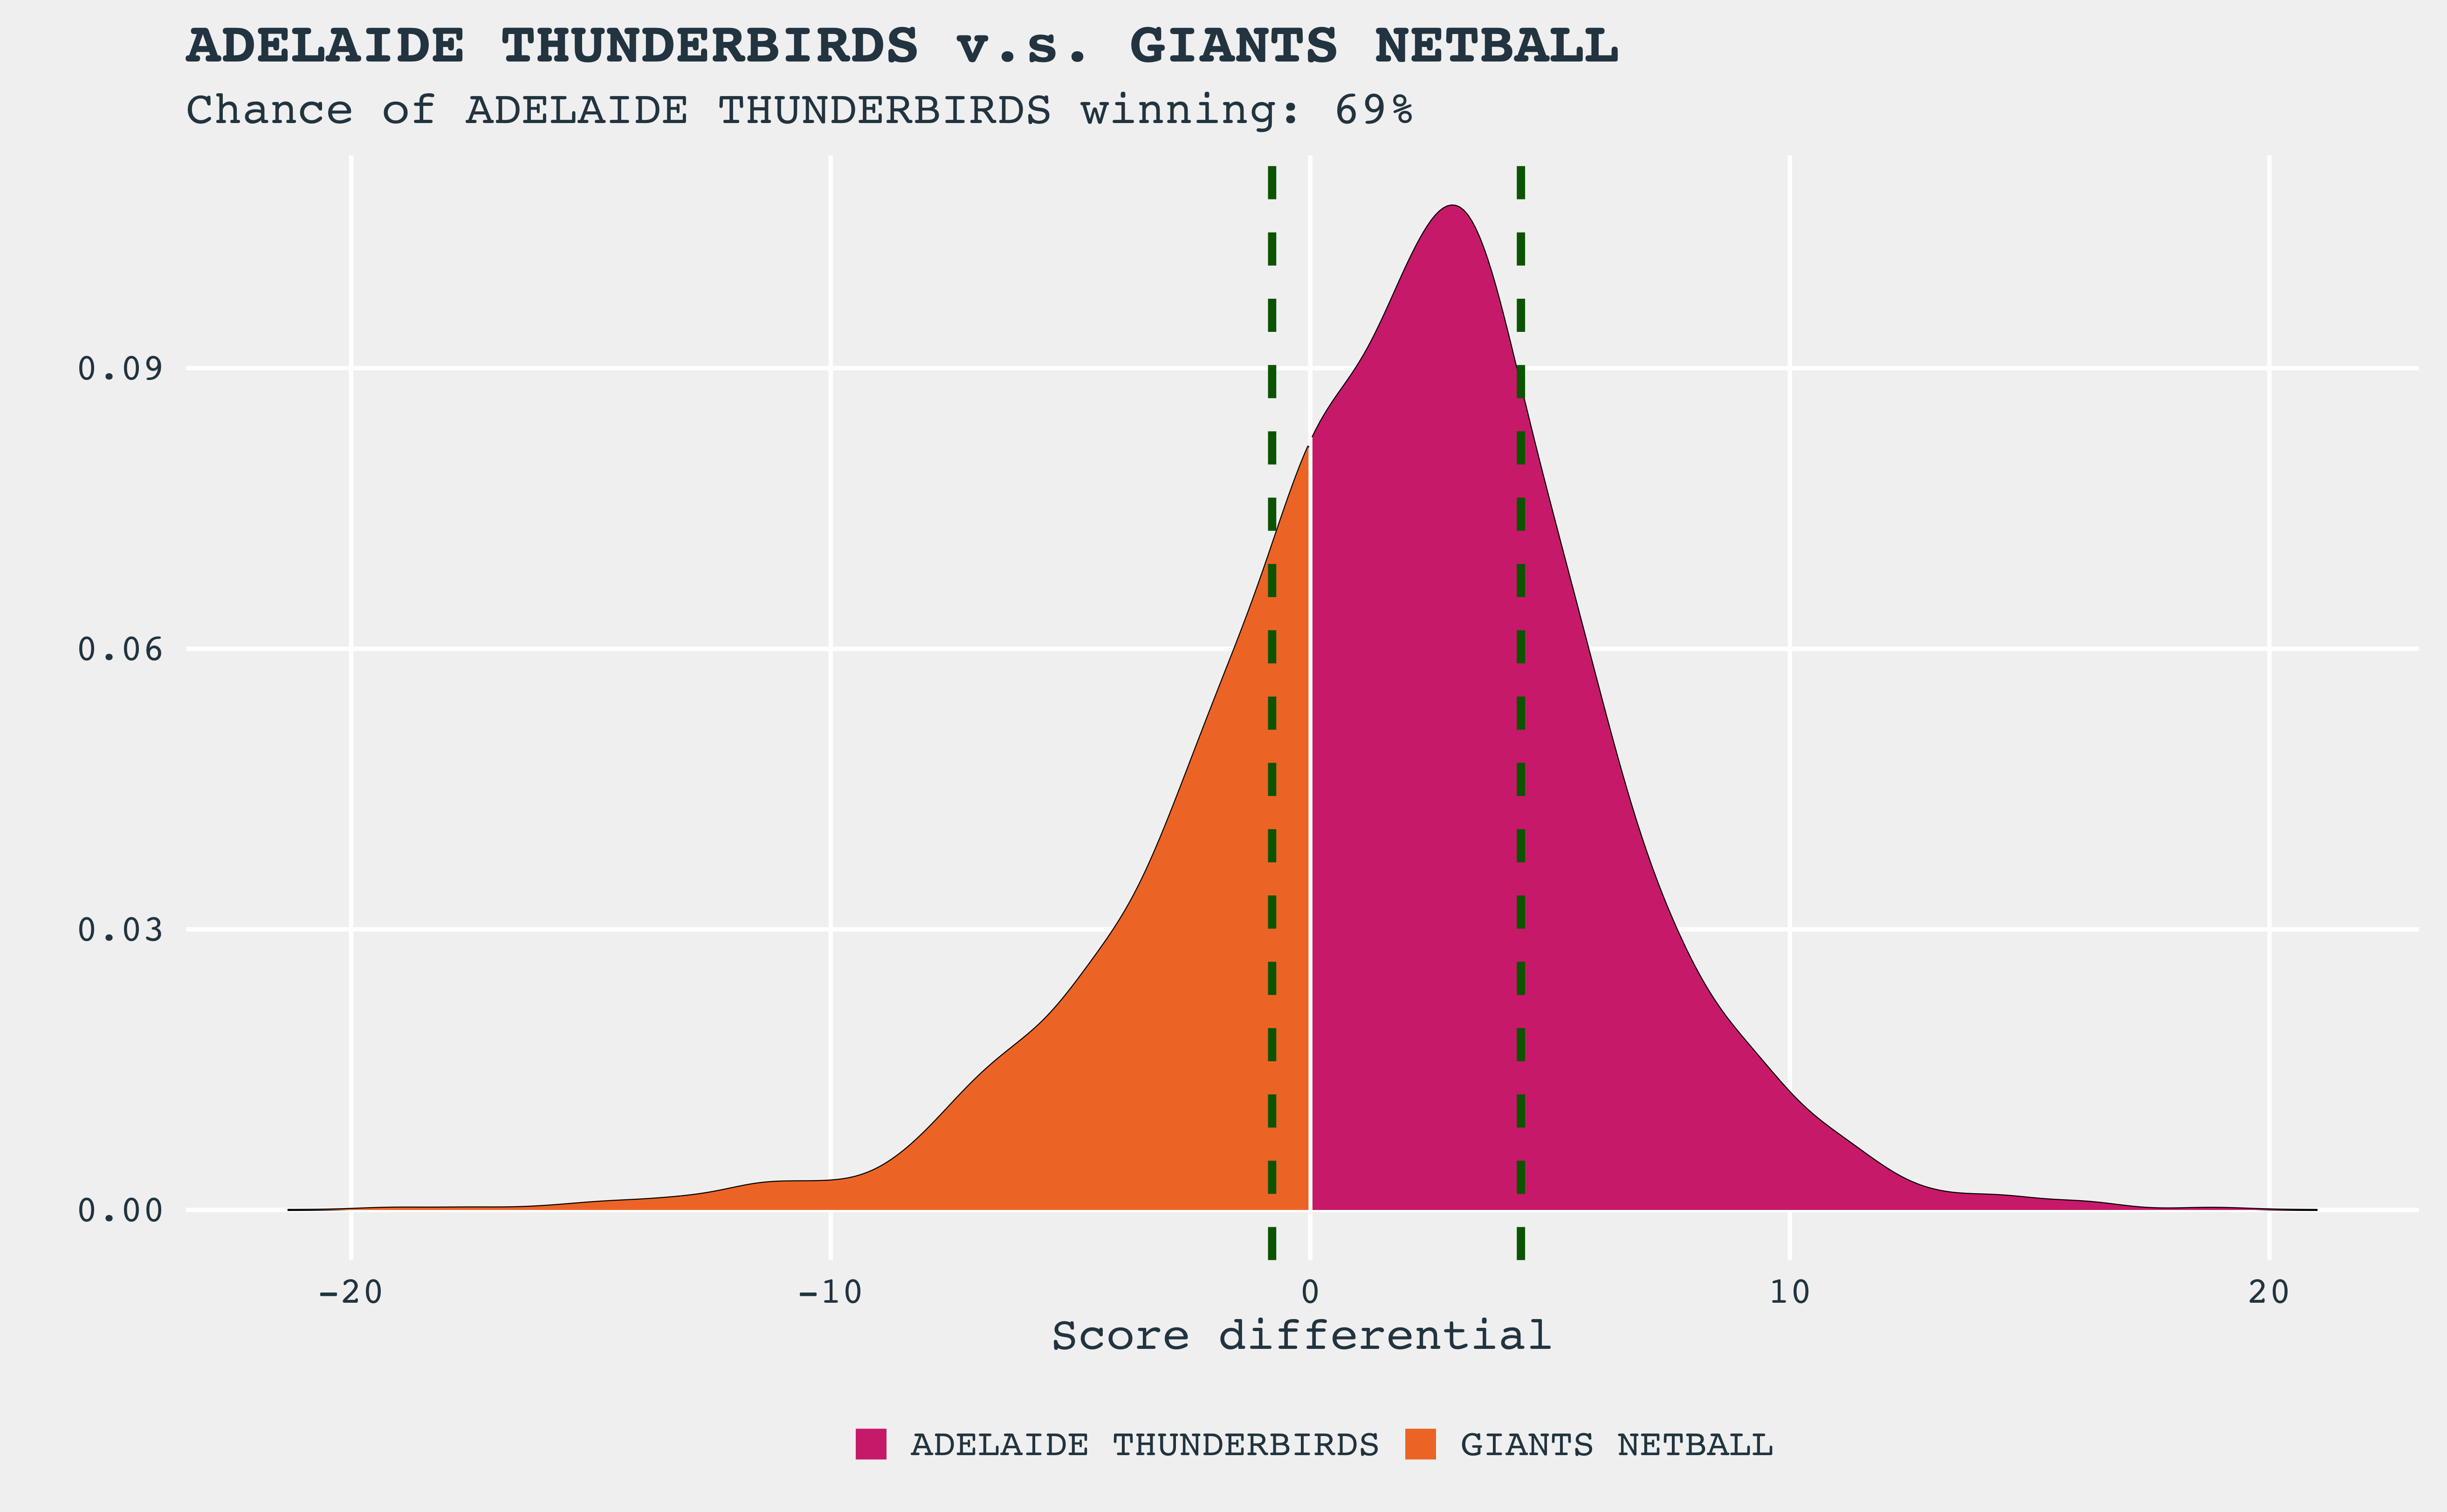 ADELAIDE THUNDERBIRDS v.s. GIANTS NETBALL
Chance of ADELAIDE THUNDERBIRDS winning: 69%
0.09
0.06
0.03
0.00
-20 -10 0 10 20
Score differential
ADELAIDE THUNDERBIRDS GIANTS NETBALL